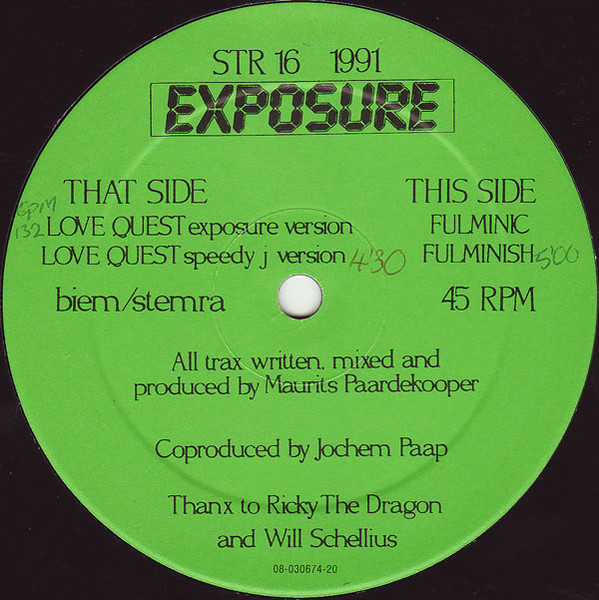 STR 16 1991
EXPOSURE
THAT SIDE
BPM
132 LOVE QUEST exposure version
LOVE QUEST speedy j version 4'30
biem/stemra
THIS SIDE
FULMINIC
FULMINISH 5'00
45 RPM
All trax written, mixed and
produced by Maurits Paardekooper
Coproduced by Jochem Paap
Thanx to Ricky The Dragon
and Will Schellius
08-030674-20